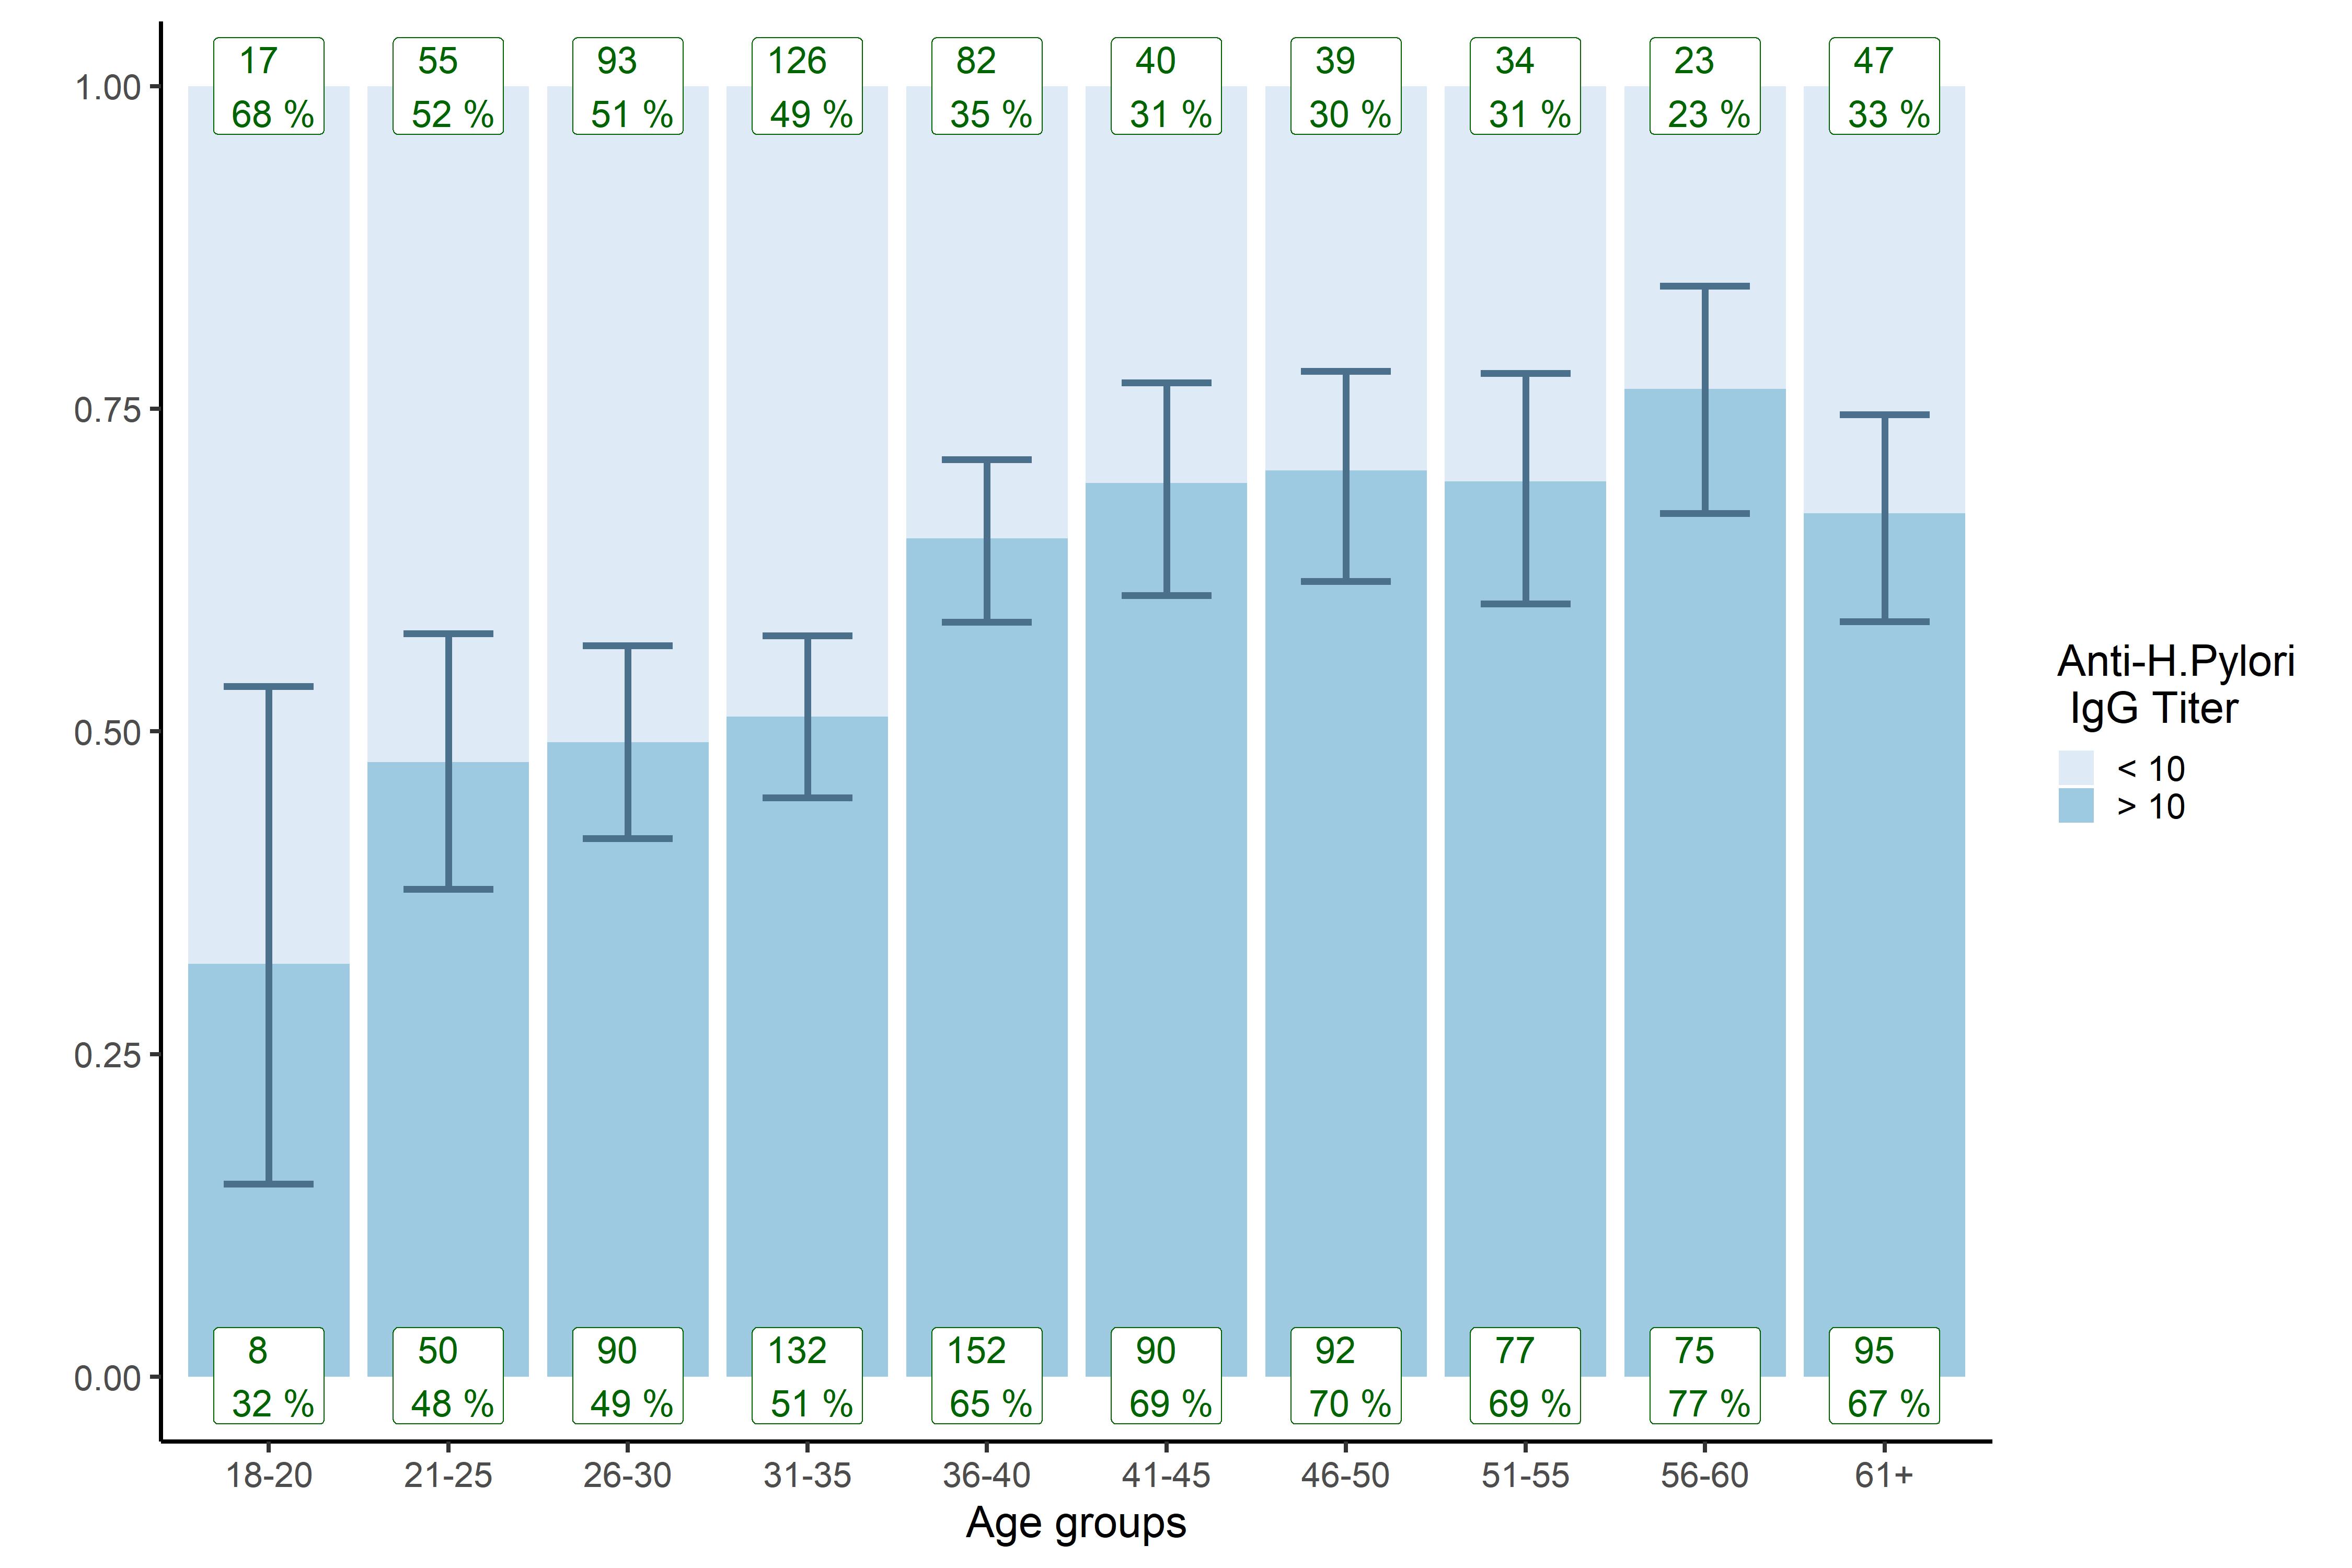 17 55 93 126 82 40 39 34 23 47
68 % 52 % 51 % 49 % 35 % 31 % 30 % 31 % 23 % 33 %
1.00
0.75
0.50
0.25
0.00
8 50 90 132 152 90 92 77 75 95
32 % 48 % 49 % 51 % 65 % 69 % 70 % 69 % 77 % 67 %
18-20 21-25 26-30 31-35 36-40 41-45 46-50 51-55 56-60 61+
Age groups
Anti-H.Pylori
IgG Titer
< 10
> 10